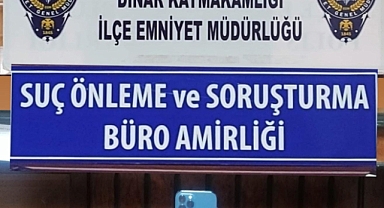 DİNAR KAYMAKAMLIĞI
İLÇE EMNİYET MÜDÜRLÜĞÜ
SUÇ ÖNLEME ve SORUŞTURMA
BÜRO AMİRLİĞİ